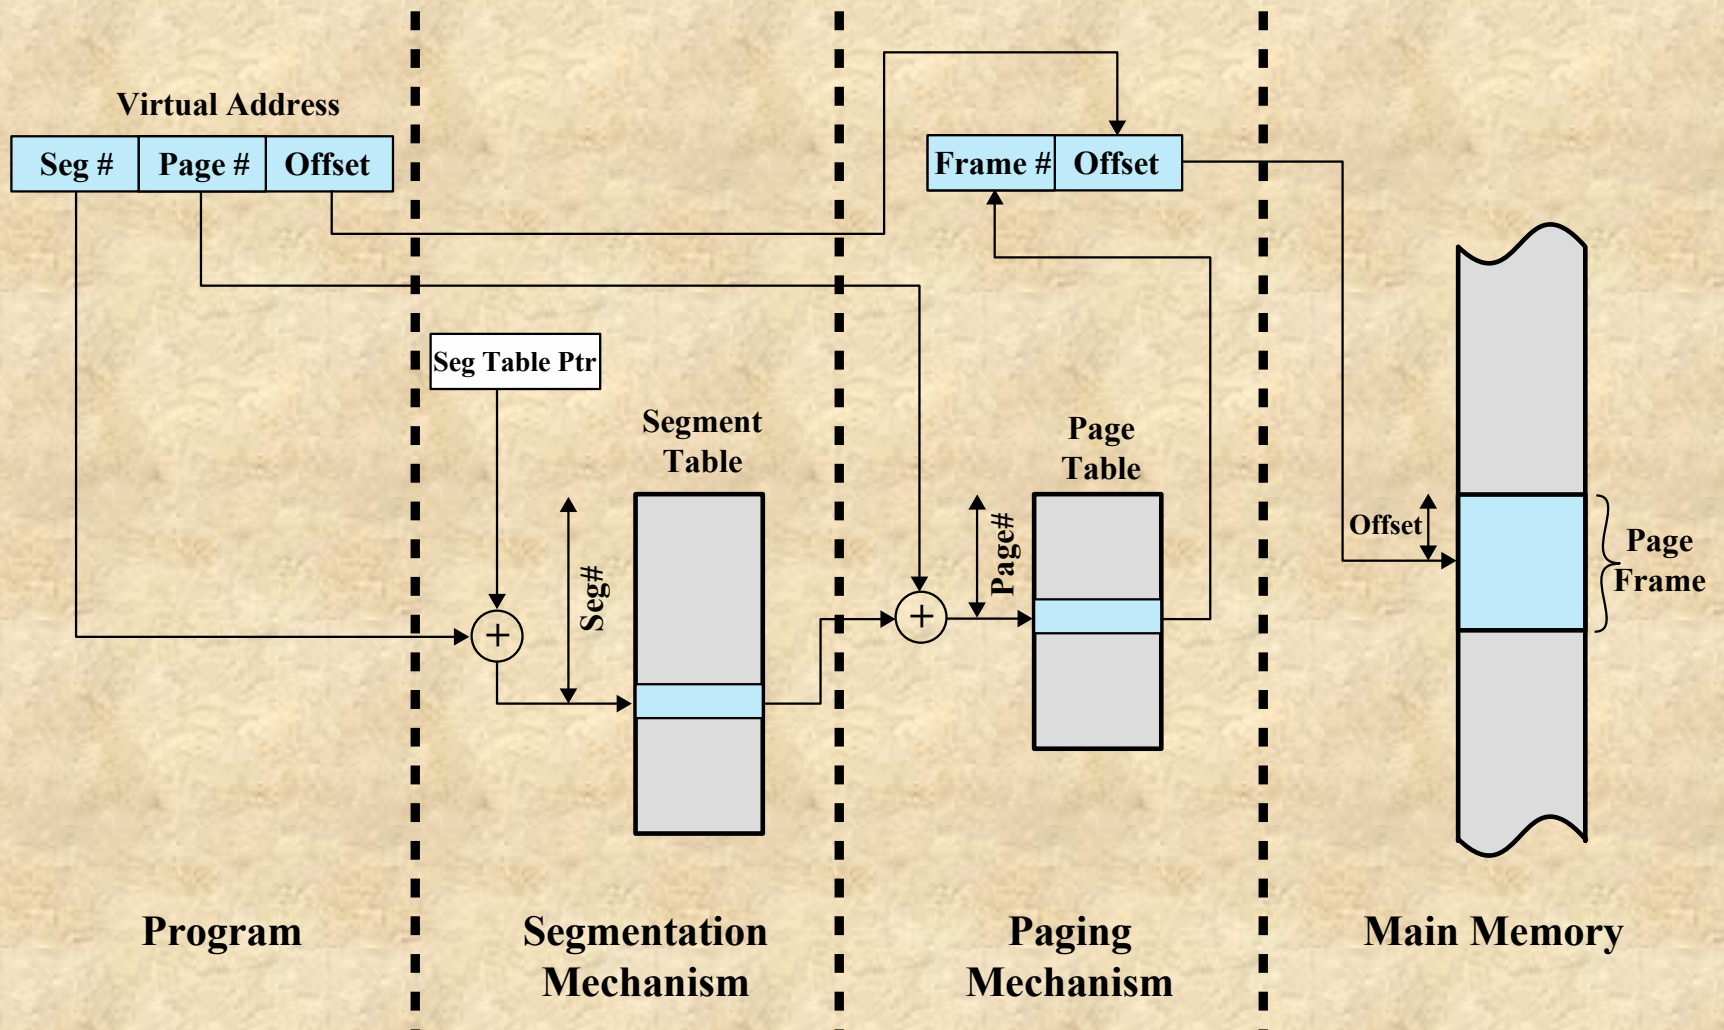 Virtual Address
Seg #
Page #
Offset
Frame #
Offset
Seg Table Ptr
Segment
Table
Seg#
+
Page
Table
Page#
+
Offset
Page
Frame
Program
Segmentation
Mechanism
Paging
Mechanism
Main Memory